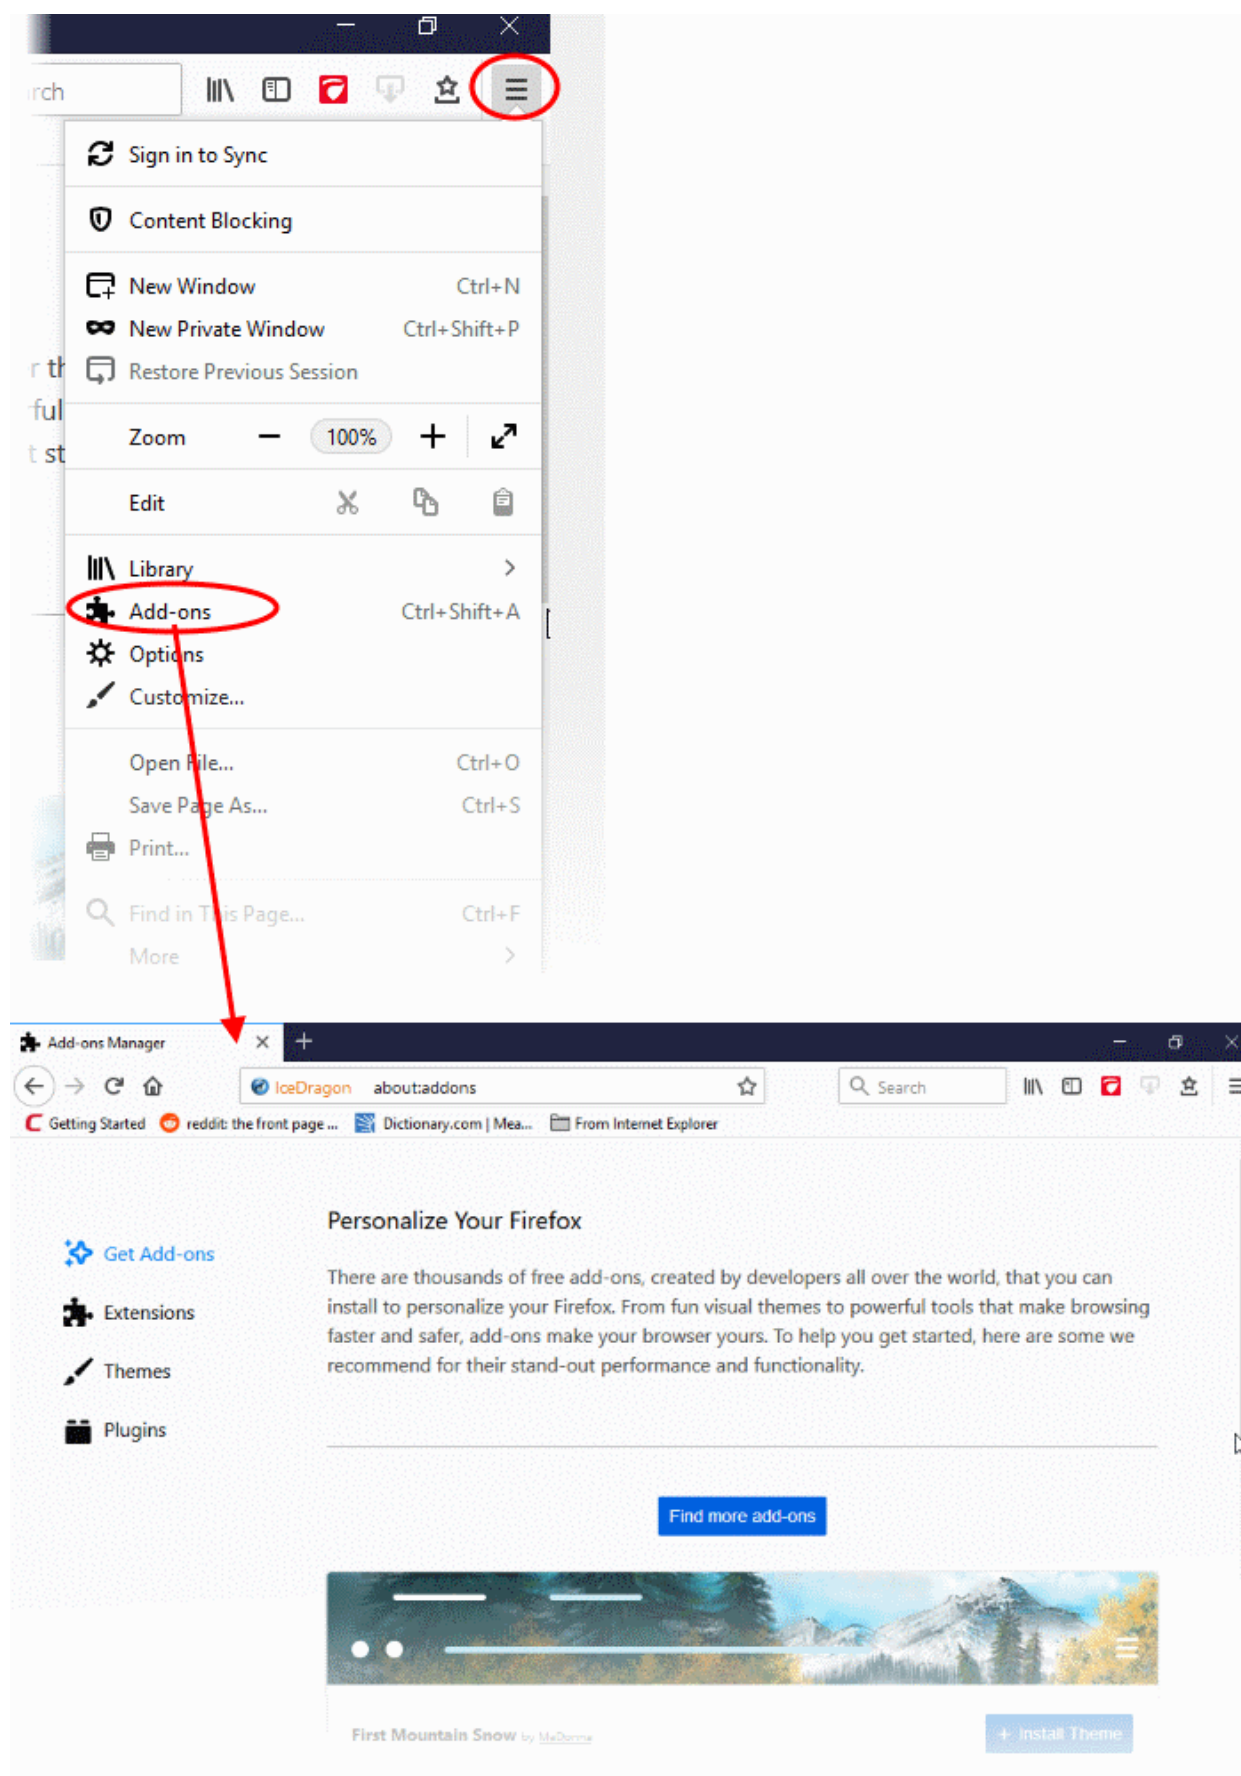 rch
Sign in to Sync
Content Blocking
New Window Ctrl+N
New Private Window Ctrl+Shift+P
r th
Restore Previous Session
ful
Zoom 100%
t st
Edit
Library
Add-ons Ctrl+Shift+A
Options
Customize...
Open File... Ctrl+O
Save Page As... Ctrl+S
Print...
Find in This Page... Ctrl+F
More
Add-ons Manager
IceDragon about:addons Search
Getting Started reddit: the front page ... Dictionary.com | Mea... From Internet Explorer
Get Add-ons
Extensions
Themes
Plugins
Personalize Your Firefox
There are thousands of free add-ons, created by developers all over the world, that you can
install to personalize your Firefox. From fun visual themes to powerful tools that make browsing
faster and safer, add-ons make your browser yours. To help you get started, here are some we
recommend for their stand-out performance and functionality.
Find more add-ons
First Mountain Snow by MaDonna
+ Install Theme